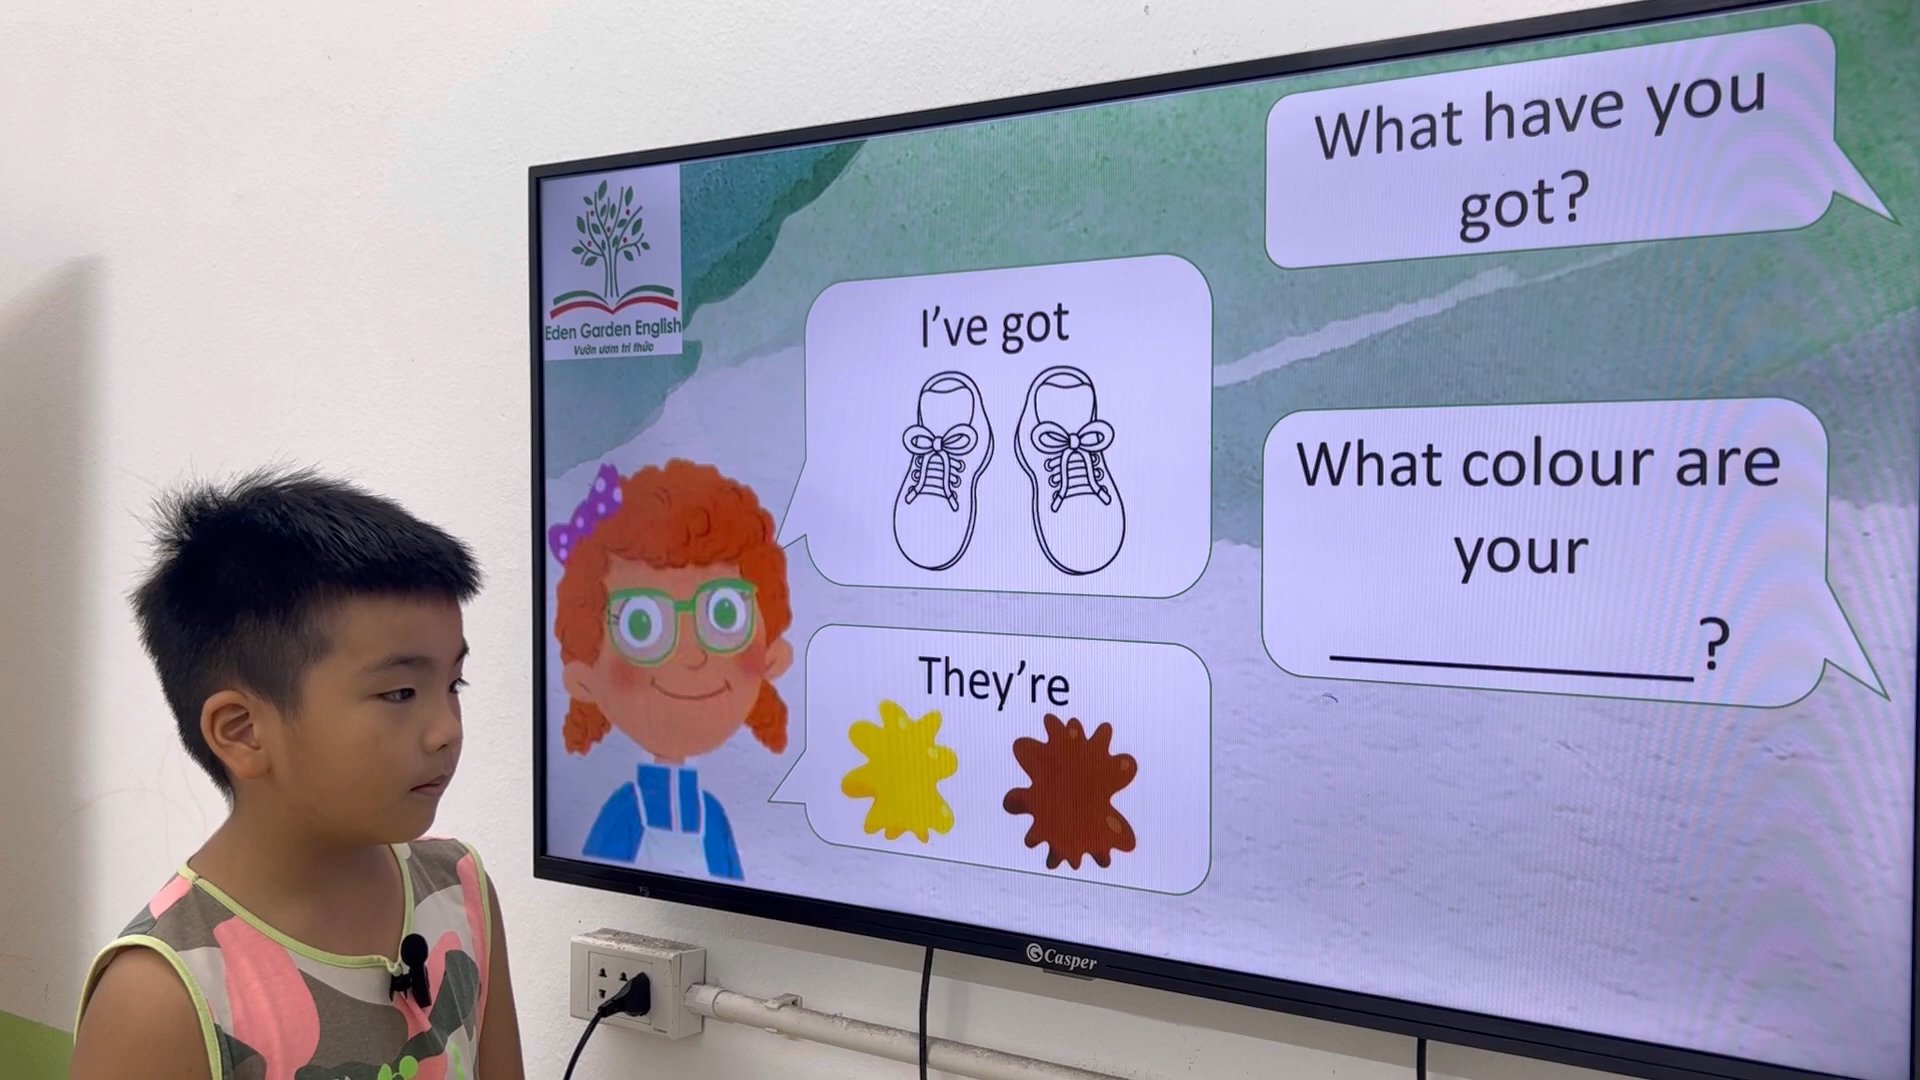 Eden Garden English
Vườn ươm tri thức
What have you
got?
I've got
What colour are
your
?
They're
Casper